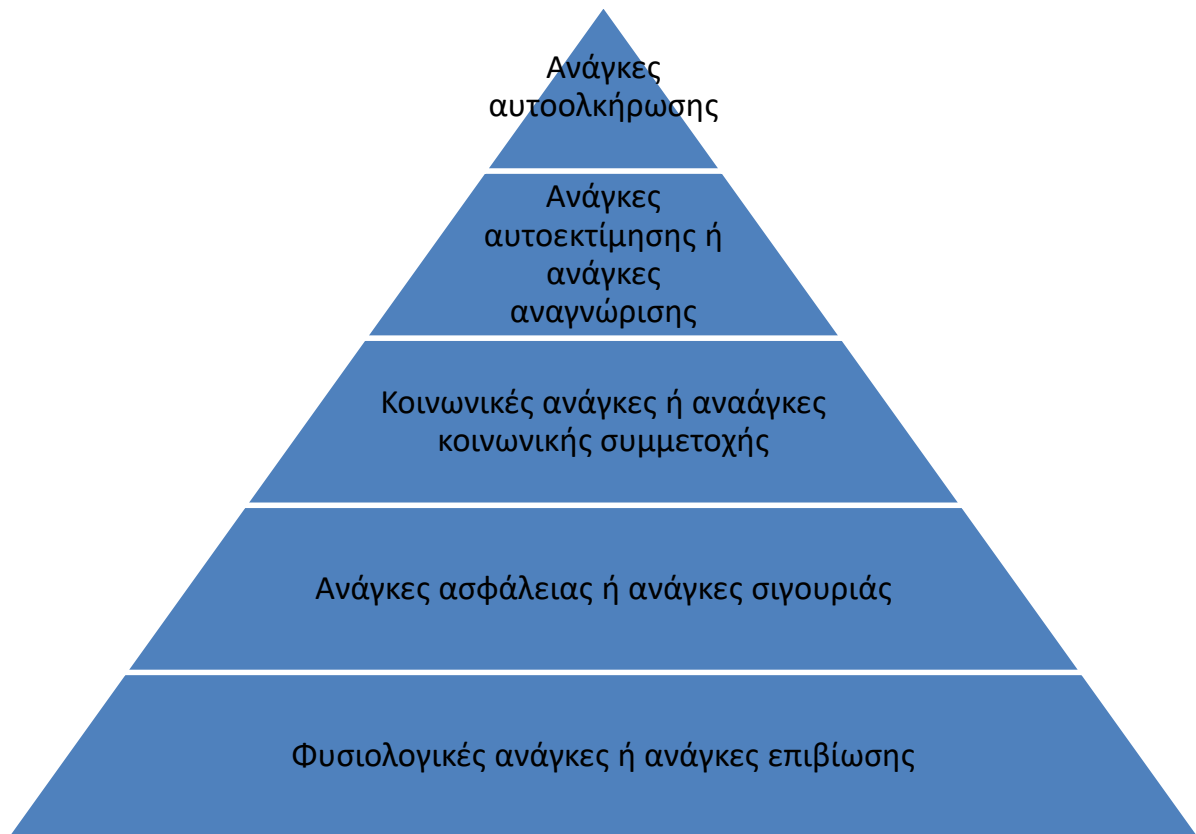 Ανάγκες
αυτοολκήρωσης
Ανάγκες
αυτοεκτίμησης ή
ανάγκες
αναγνώρισης
Κοινωνικές ανάγκες ή αναάγκες
κοινωνικής συμμετοχής
Ανάγκες ασφάλειας ή ανάγκες σιγουριάς
Φυσιολογικές ανάγκες ή ανάγκες επιβίωσης